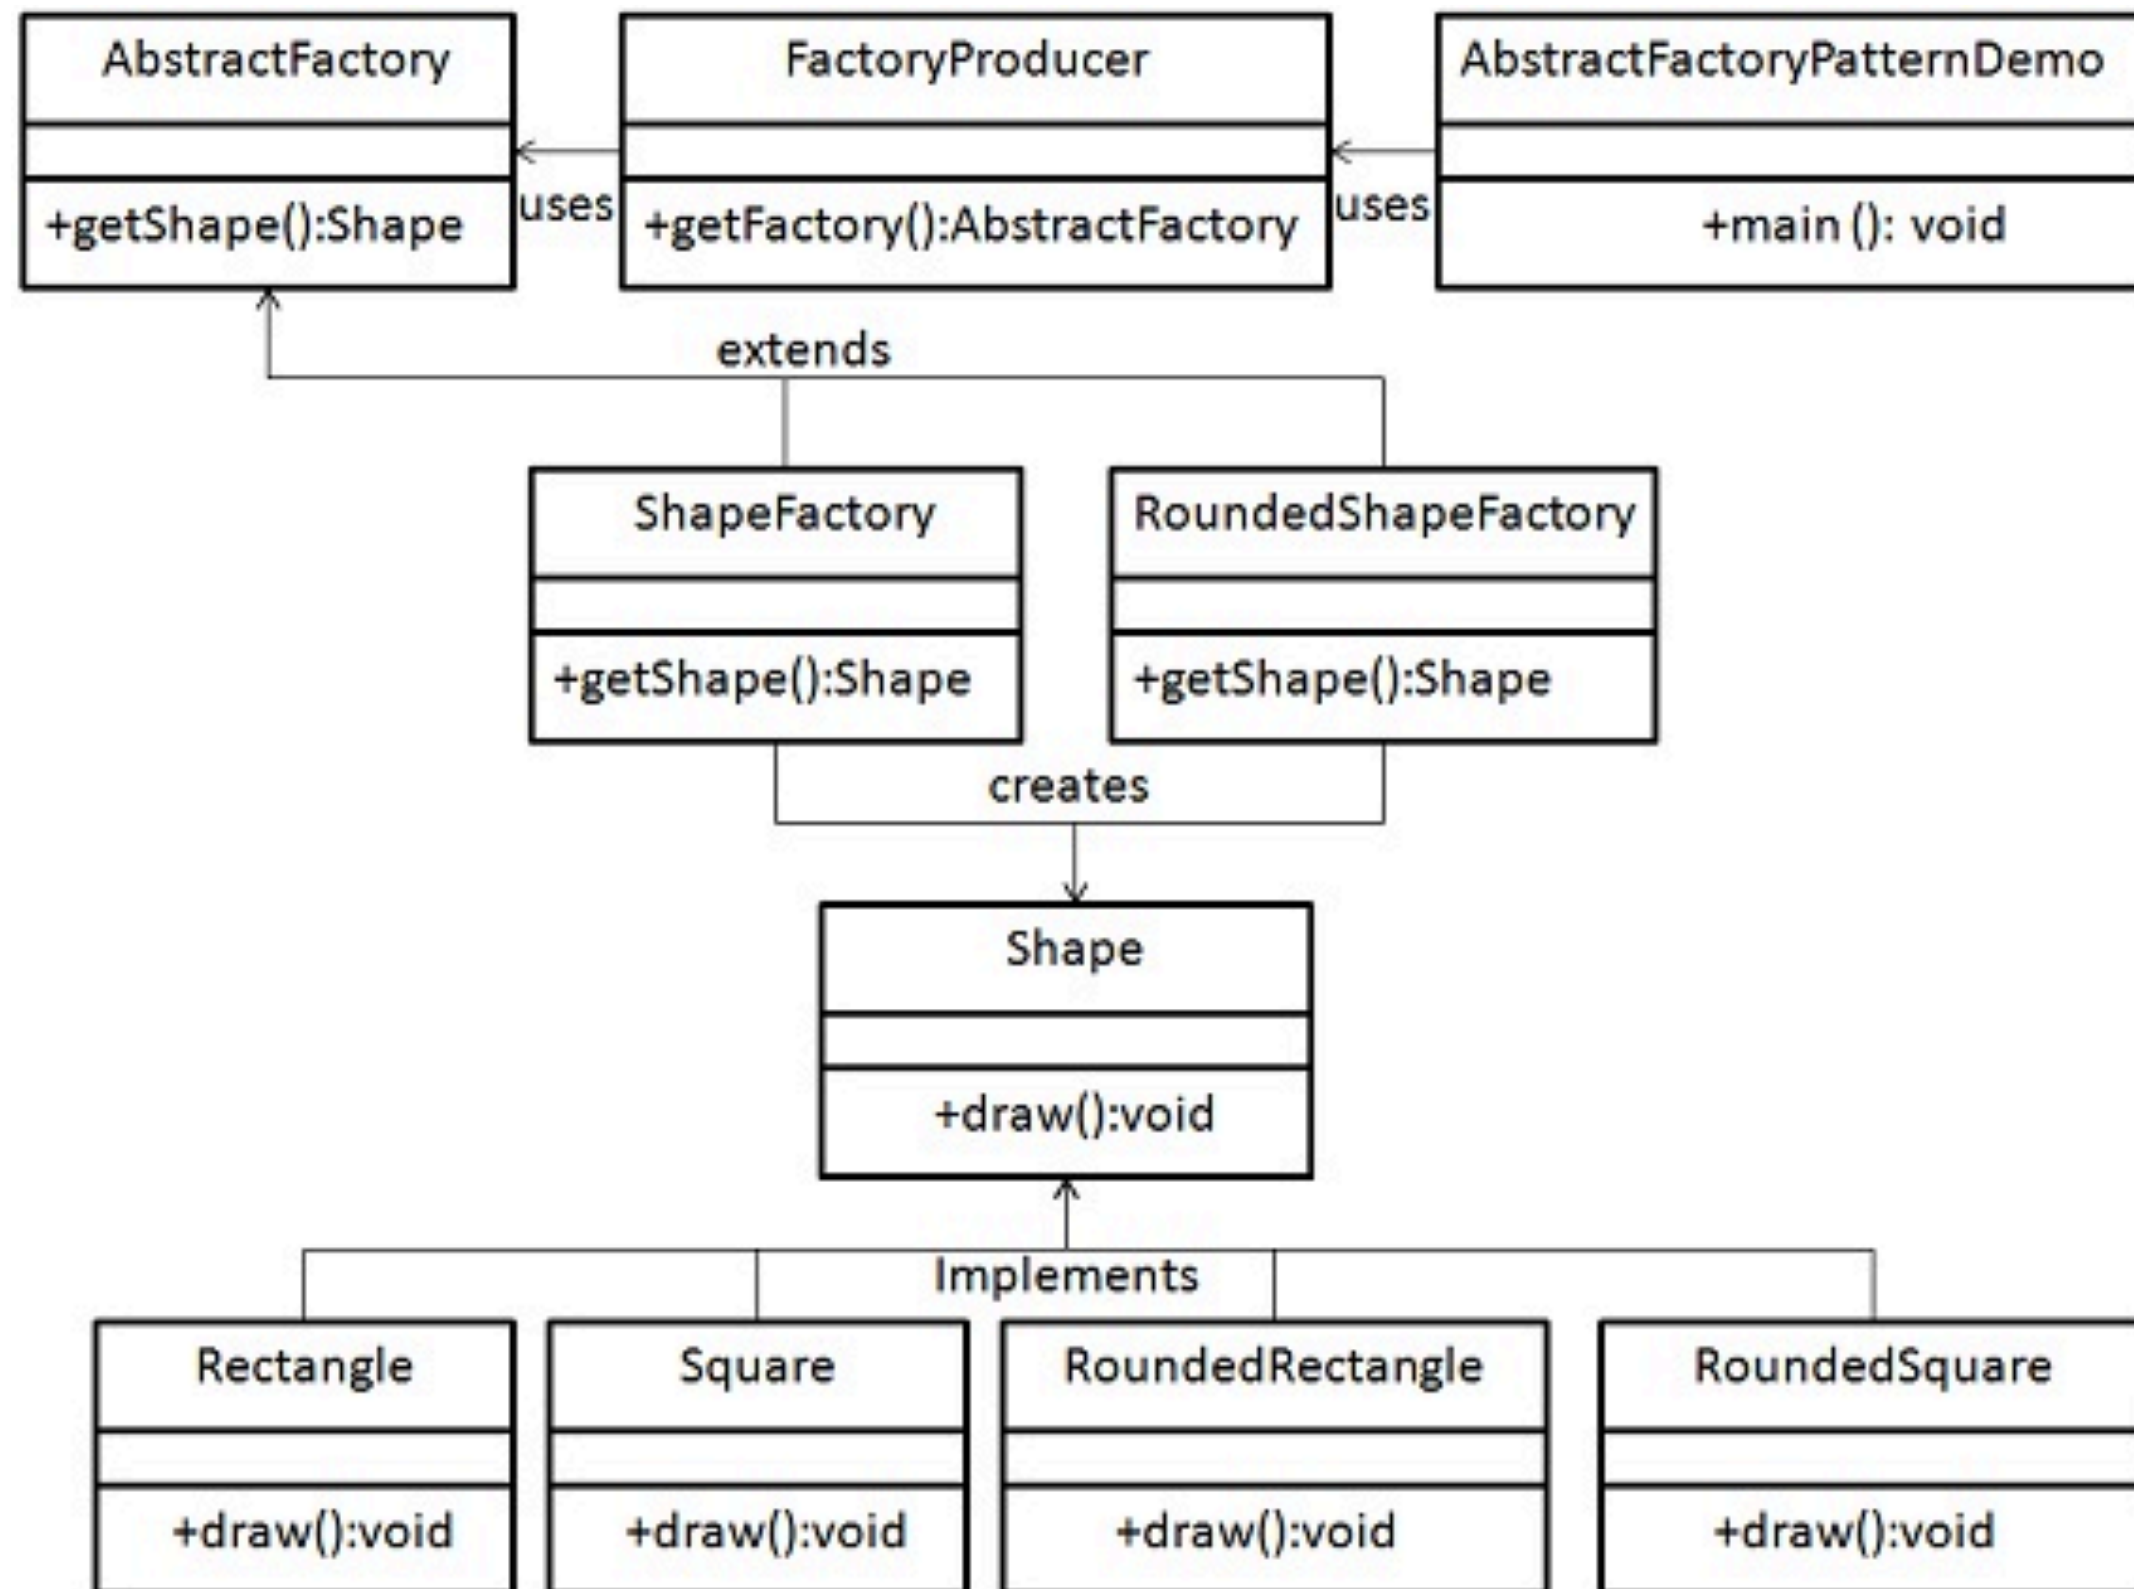 AbstractFactory
FactoryProducer
AbstractFactoryPatternDemo
+getShape():Shape
uses
+getFactory():AbstractFactory
uses
+main (): void
extends
ShapeFactory
RoundedShapeFactory
+getShape():Shape
+getShape():Shape
creates
Shape
+draw():void
Implements
Rectangle
Square
RoundedRectangle
RoundedSquare
+draw():void
+draw():void
+draw():void
+draw():void